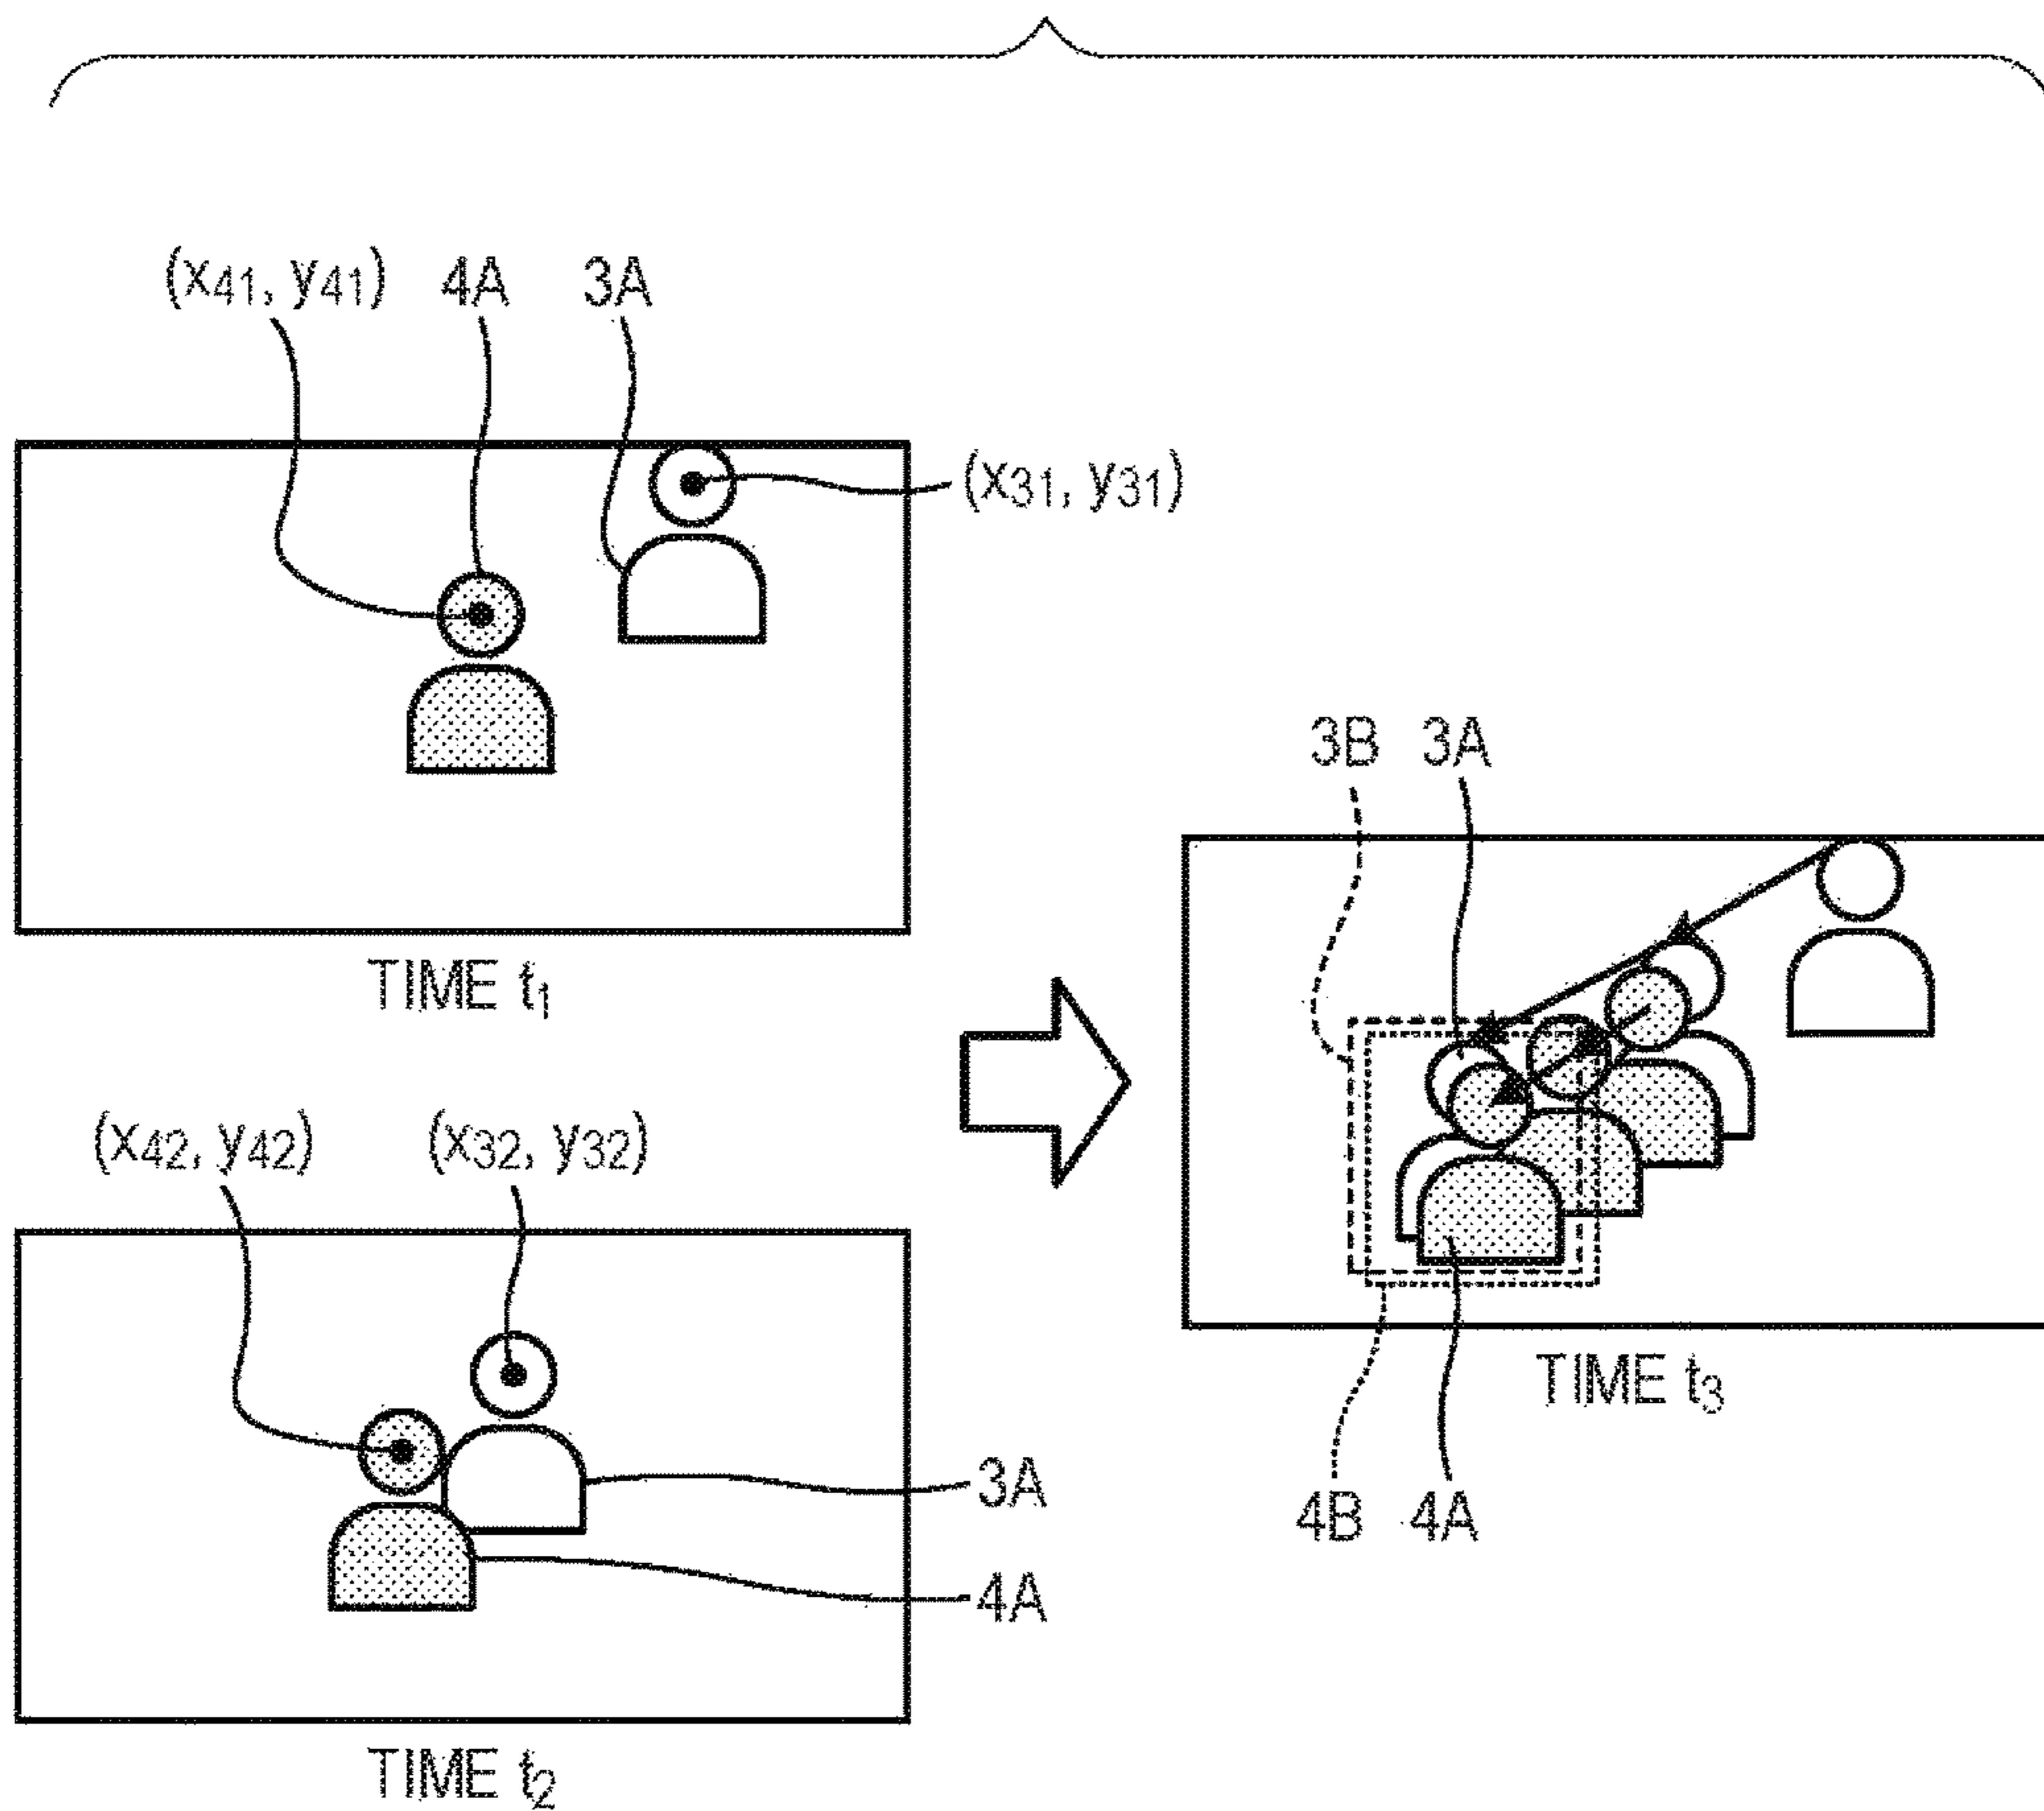 (x₄₁, y₄₁) 4A 3A
(x₃₁, y₃₁)
TIME t₁
(x₄₂, y₄₂) (x₃₂, y₃₂)
3A
4A
TIME t₂
3B 3A
TIME t₃
4B 4A